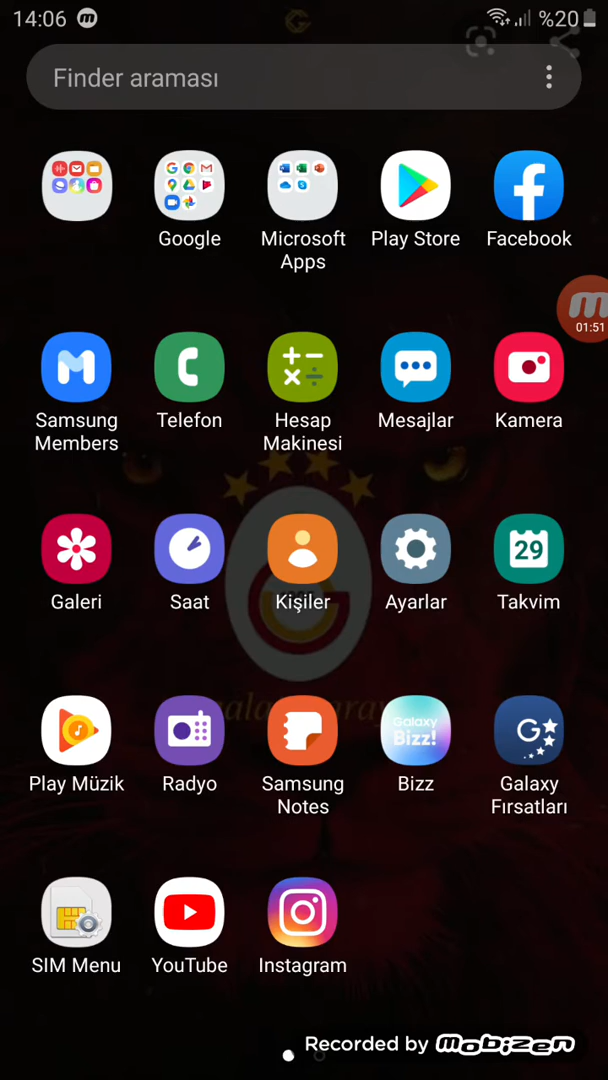 14:06 %20
Finder araması
Google
Microsoft
Apps
Play Store
Facebook
01:51
Samsung
Members
Telefon
Hesap
Makinesi
Mesajlar
Kamera
Galeri
Saat
Kişiler
Ayarlar
29
Takvim
Play Müzik
Radyo
Samsung
Notes
Galaxy
Bizz!
Bizz
G
Galaxy
Fırsatları
SIM Menu
YouTube
Instagram
Recorded by mobizen